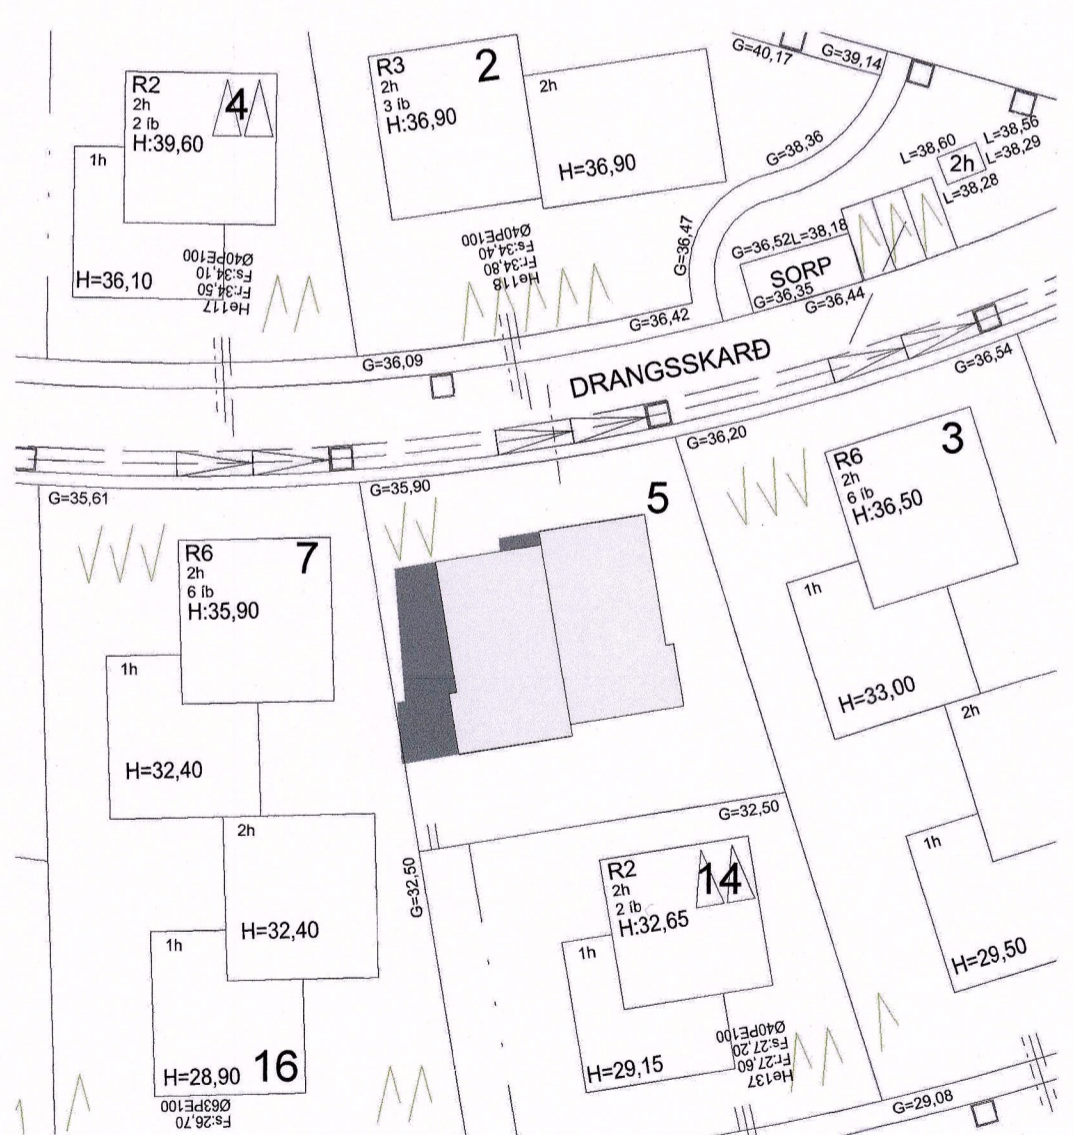 R2
2h
2 íb
H:39,60
4
1h
H=36,10
Ø40PE100
Fs:34,10
Fr:34,50
He117
R3
2h
3 íb
H:36,90
2
2h
H=36,90
Ø40PE100
Fs:34,40
Fr:34,80
He118
G=40,17
G=39,14
G=38,36
G=36,47
L=38,60
L=38,56
L=38,29
2h
L=38,28
G=36,52
L=38,18
SORP
G=36,35
G=36,44
G=36,42
G=36,09
DRANGSSKARÐ
G=36,54
G=36,20
G=35,61
G=35,90
R6
2h
6 íb
H:35,90
7
1h
H=32,40
5
R6
2h
6 íb
H:36,50
3
1h
H=33,00
2h
2h
H=32,40
1h
H=28,90
16
Fs:26,70
Ø63PE100
G=32,50
G=32,50
R2
2h
2 íb
H:32,65
14
1h
H=29,15
Ø40PE100
Fs:27,20
Fr:27,60
He137
1h
H=29,50
G=29,08